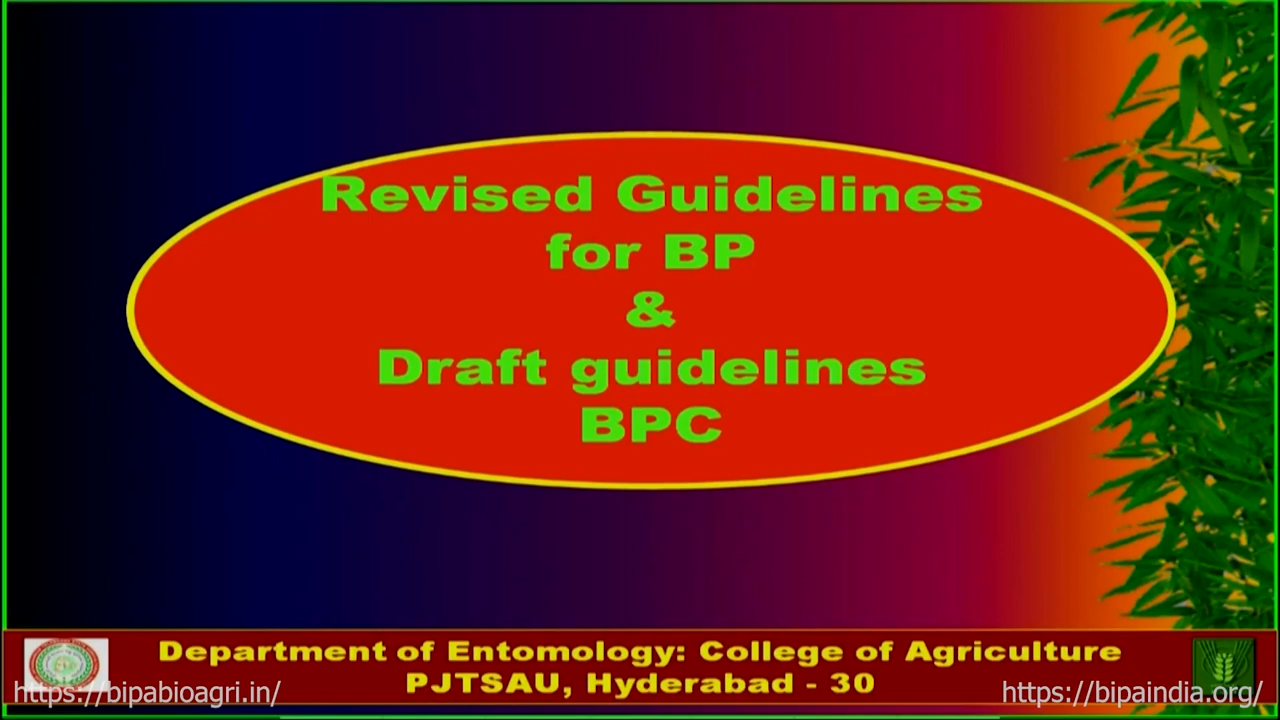 Revised Guidelines
for BP
&
Draft guidelines
BPC
Department of Entomology: College of Agriculture
PJTSAU, Hyderabad - 30
https://bipabioagri.in/
https://bipaindia.org/